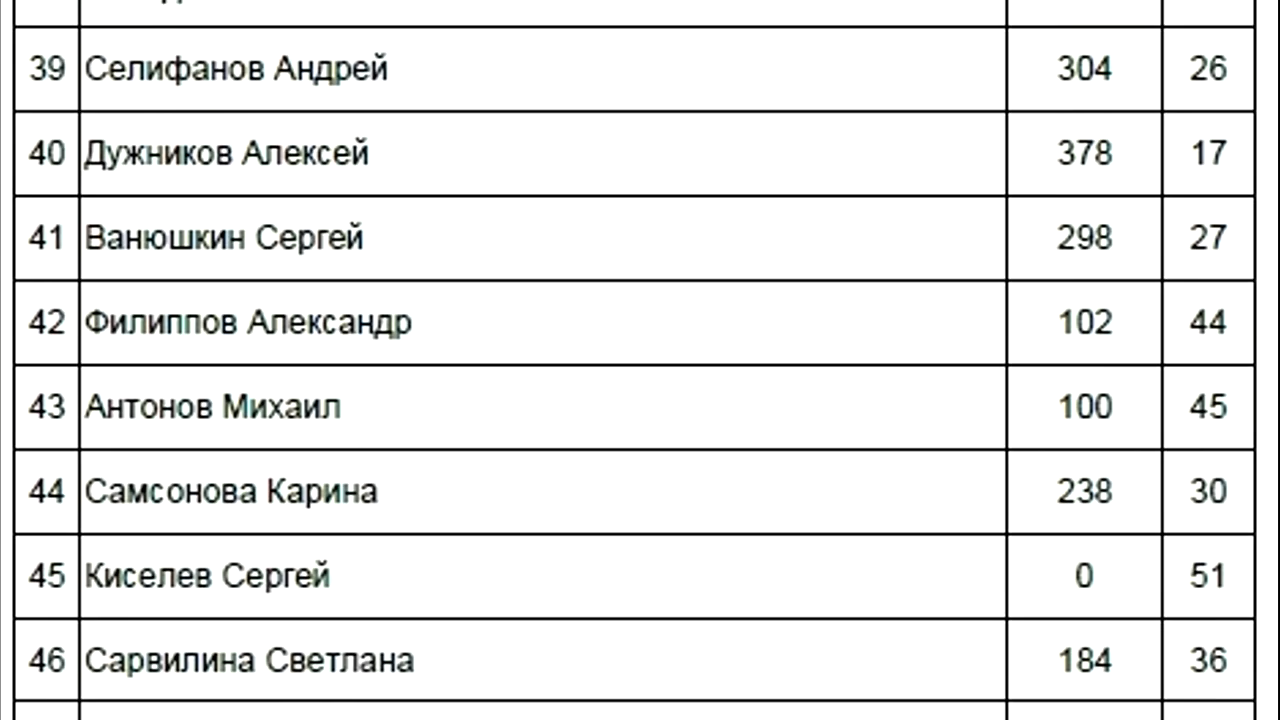 39 Селифанов Андрей 304 26
40 Дужников Алексей 378 17
41 Ванюшкин Сергей 298 27
42 Филиппов Александр 102 44
43 Антонов Михаил 100 45
44 Самсонова Карина 238 30
45 Киселев Сергей 0 51
46 Сарвилина Светлана 184 36